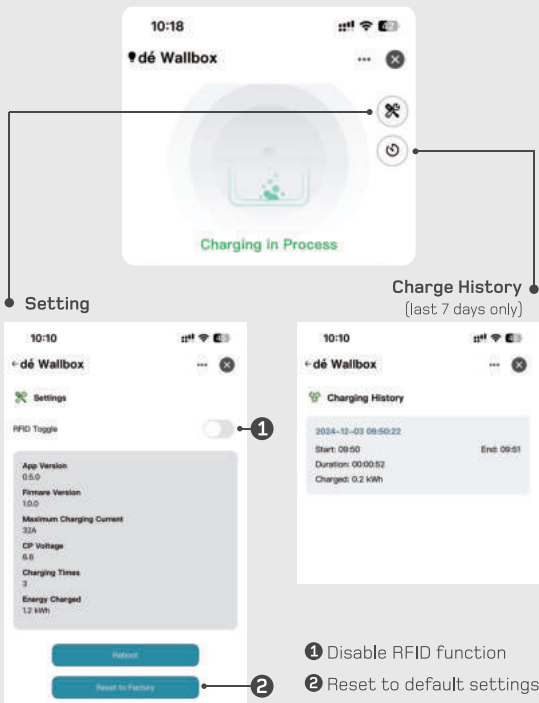 10:18
dé Wallbox
Charging in Process
Setting
Charge History
(last 7 days only)
10:10
dé Wallbox
Settings
RFID Toggle
1
App Version
0.5.0
Firmare Version
1.0.0
Maximum Charging Current
32A
CP Voltage
6.6
Charging Times
3
Energy Charged
1.2 kWh
Reboot
Reset to Factory
2
10:10
dé Wallbox
Charging History
2024-12-03 09:50:22
Start: 09:50 End: 09:51
Duration: 00:00:52
Charged: 0.2 kWh
1 Disable RFID function
2 Reset to default settings